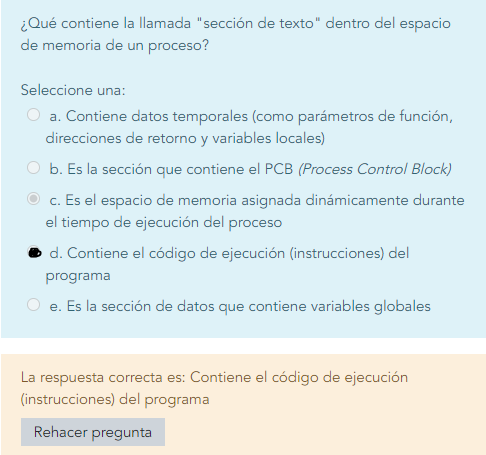 ¿Qué contiene la llamada "sección de texto" dentro del espacio
de memoria de un proceso?
Seleccione una:
a. Contiene datos temporales (como parámetros de función,
direcciones de retorno y variables locales)
b. Es la sección que contiene el PCB (Process Control Block)
c. Es el espacio de memoria asignada dinámicamente durante
el tiempo de ejecución del proceso
d. Contiene el código de ejecución (instrucciones) del
programa
e. Es la sección de datos que contiene variables globales
La respuesta correcta es: Contiene el código de ejecución
(instrucciones) del programa
Rehacer pregunta